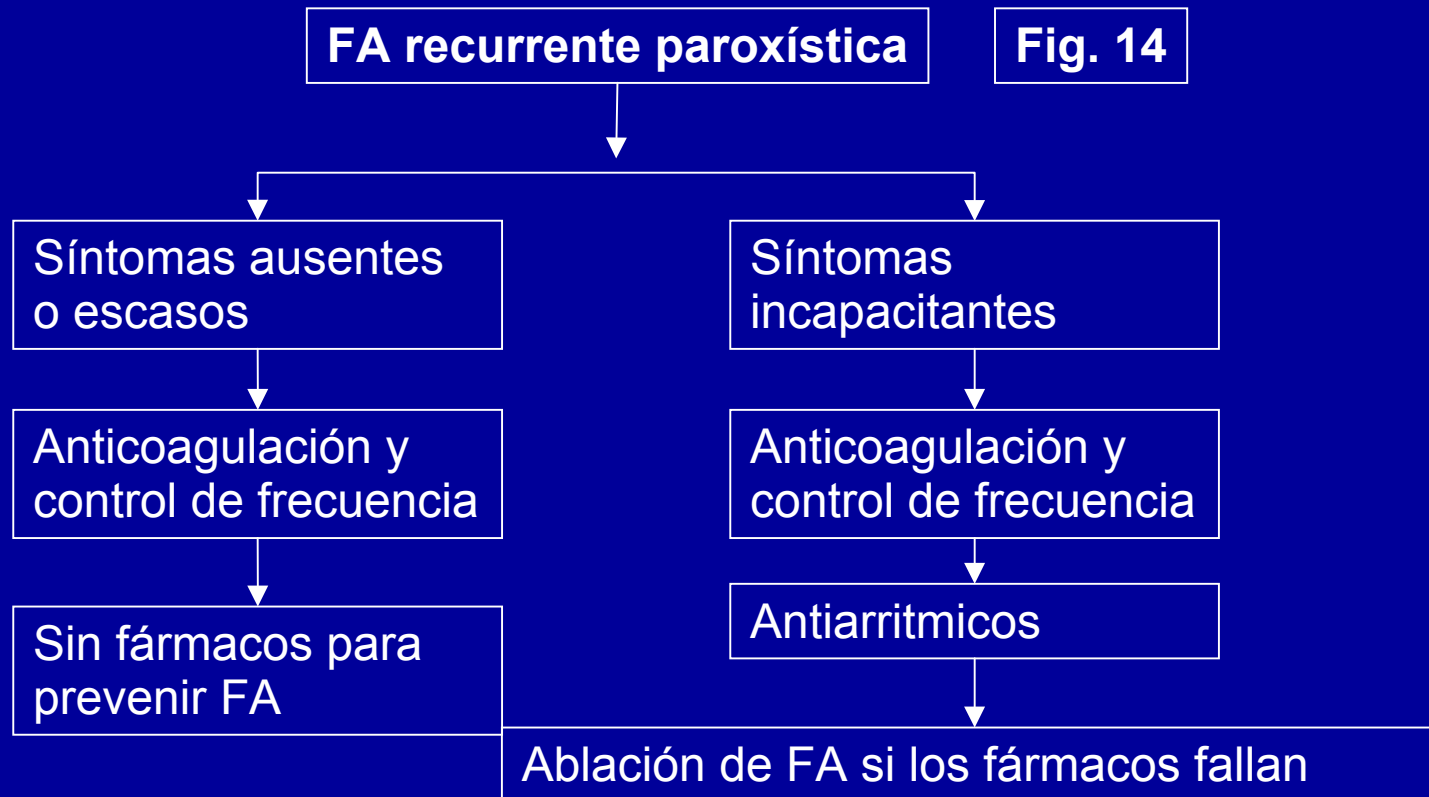 FA recurrente paroxística
Fig. 14
Síntomas ausentes
o escasos
Síntomas
incapacitantes
Anticoagulación y
control de frecuencia
Anticoagulación y
control de frecuencia
Sin fármacos para
prevenir FA
Antiarritmicos
Ablación de FA si los fármacos fallan